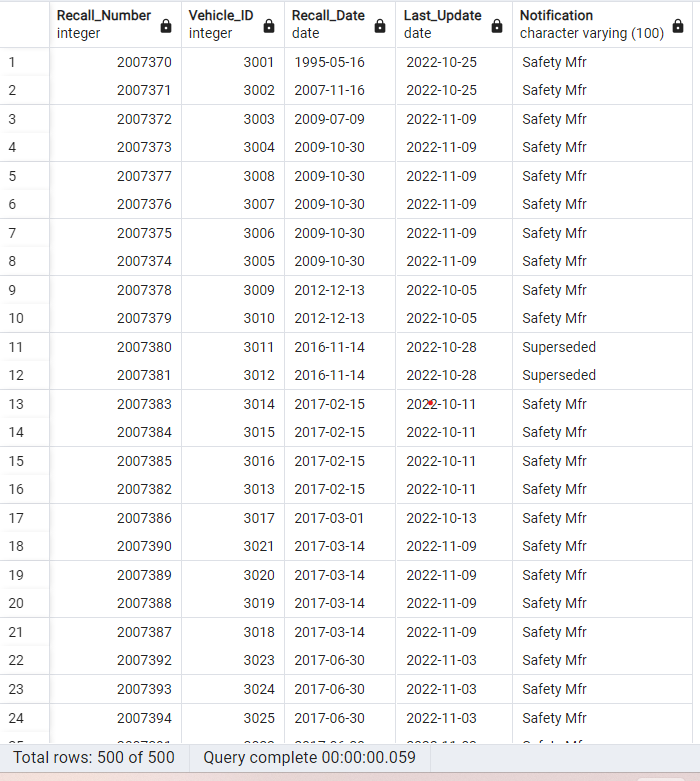 Recall_Number Vehicle_ID Recall_Date Last_Update Notification
integer integer date date character varying (100)
1 2007370 3001 1995-05-16 2022-10-25 Safety Mfr
2 2007371 3002 2007-11-16 2022-10-25 Safety Mfr
3 2007372 3003 2009-07-09 2022-11-09 Safety Mfr
4 2007373 3004 2009-10-30 2022-11-09 Safety Mfr
5 2007377 3008 2009-10-30 2022-11-09 Safety Mfr
6 2007376 3007 2009-10-30 2022-11-09 Safety Mfr
7 2007375 3006 2009-10-30 2022-11-09 Safety Mfr
8 2007374 3005 2009-10-30 2022-11-09 Safety Mfr
9 2007378 3009 2012-12-13 2022-10-05 Safety Mfr
10 2007379 3010 2012-12-13 2022-10-05 Safety Mfr
11 2007380 3011 2016-11-14 2022-10-28 Superseded
12 2007381 3012 2016-11-14 2022-10-28 Superseded
13 2007383 3014 2017-02-15 2022-10-11 Safety Mfr
14 2007384 3015 2017-02-15 2022-10-11 Safety Mfr
15 2007385 3016 2017-02-15 2022-10-11 Safety Mfr
16 2007382 3013 2017-02-15 2022-10-11 Safety Mfr
17 2007386 3017 2017-03-01 2022-10-13 Safety Mfr
18 2007390 3021 2017-03-14 2022-11-09 Safety Mfr
19 2007389 3020 2017-03-14 2022-11-09 Safety Mfr
20 2007388 3019 2017-03-14 2022-11-09 Safety Mfr
21 2007387 3018 2017-03-14 2022-11-09 Safety Mfr
22 2007392 3023 2017-06-30 2022-11-03 Safety Mfr
23 2007393 3024 2017-06-30 2022-11-03 Safety Mfr
24 2007394 3025 2017-06-30 2022-11-03 Safety Mfr
Total rows: 500 of 500 Query complete 00:00:00.059